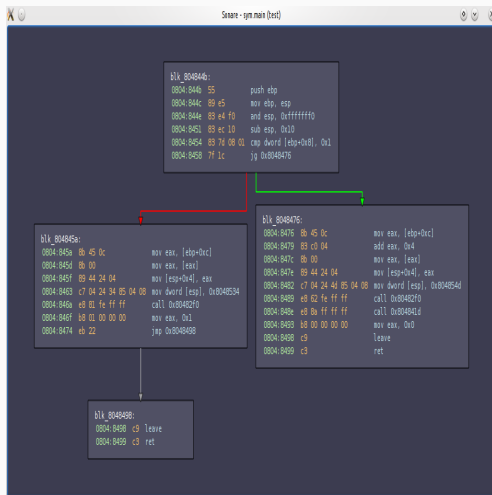 Sonare - sym.main (test)
blk_804844b:
0804:844b 55 push ebp
0804:844c 89 e5 mov ebp, esp
0804:844e 83 e4 f0 and esp, 0xfffffff0
0804:8451 83 ec 10 sub esp, 0x10
0804:8454 83 7d 08 01 cmp dword [ebp+0x8], 0x1
0804:8458 7f 1c jg 0x8048476
blk_804845a:
0804:845a 8b 45 0c mov eax, [ebp+0xc]
0804:845d 8b 00 mov eax, [eax]
0804:845f 89 44 24 04 mov [esp+0x4], eax
0804:8463 c7 04 24 34 85 04 08 mov dword [esp], 0x8048534
0804:846a e8 81 fe ff ff call 0x80482f0
0804:846f b8 01 00 00 00 mov eax, 0x1
0804:8474 eb 22 jmp 0x8048498
blk_8048476:
0804:8476 8b 45 0c mov eax, [ebp+0xc]
0804:8479 83 c0 04 add eax, 0x4
0804:847c 8b 00 mov eax, [eax]
0804:847e 89 44 24 04 mov [esp+0x4], eax
0804:8482 c7 04 24 4d 85 04 08 mov dword [esp], 0x804854d
0804:8489 e8 62 fe ff ff call 0x80482f0
0804:848e e8 8a ff ff ff call 0x804841d
0804:8493 b8 00 00 00 00 mov eax, 0x0
0804:8498 c9 leave
0804:8499 c3 ret
blk_8048498:
0804:8498 c9 leave
0804:8499 c3 ret